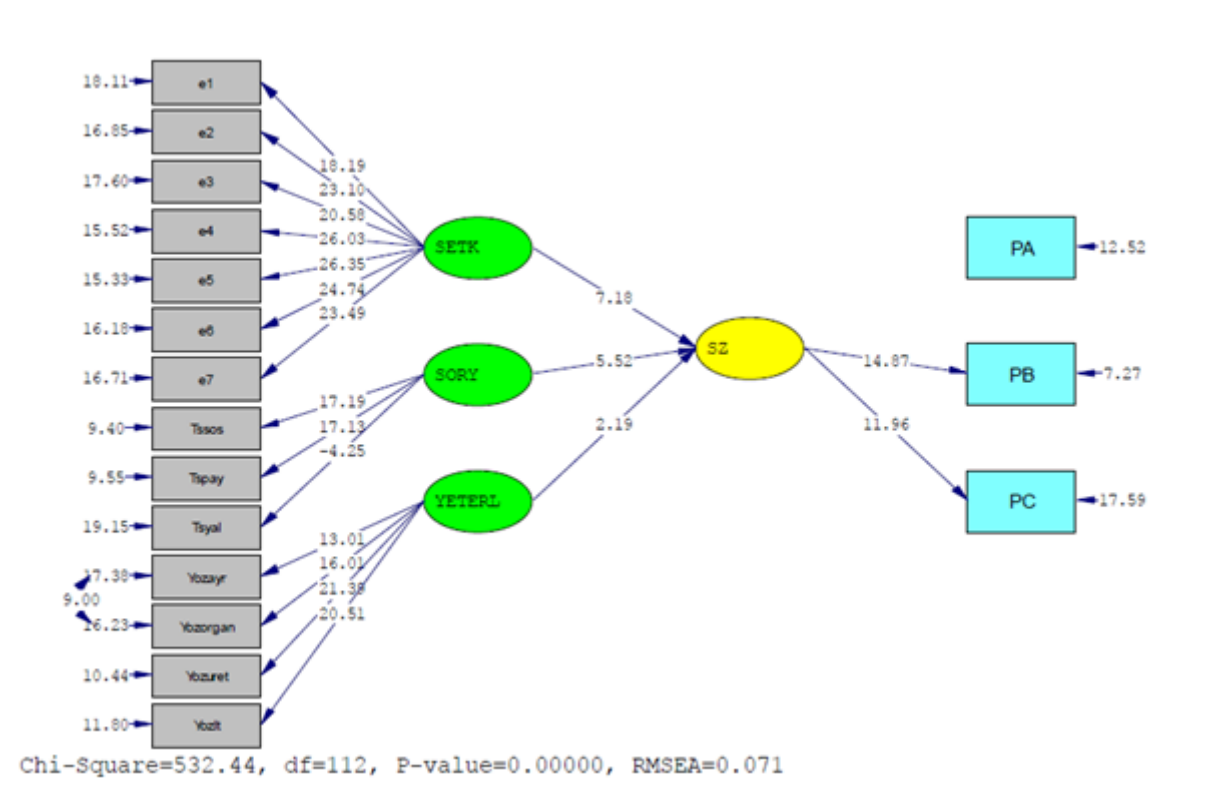 18.11 e1
16.85 e2
17.60 e3
15.52 e4
15.33 e5
16.18 e6
16.71 e7
9.40 Tssos
9.55 Tspay
19.15 Tsyal
17.38 Yozayr
9.00
16.23 Yozorgan
10.44 Yozuret
11.80 Yozlt
18.19
23.10
20.58
26.03
26.35
24.74
23.49
17.19
17.13
-4.25
13.01
16.01
21.38
20.51
SETK
SORY
YETERL
7.18
5.52
2.19
SZ
14.87
11.96
PA 12.52
PB 7.27
PC 17.59
Chi-Square=532.44, df=112, P-value=0.00000, RMSEA=0.071